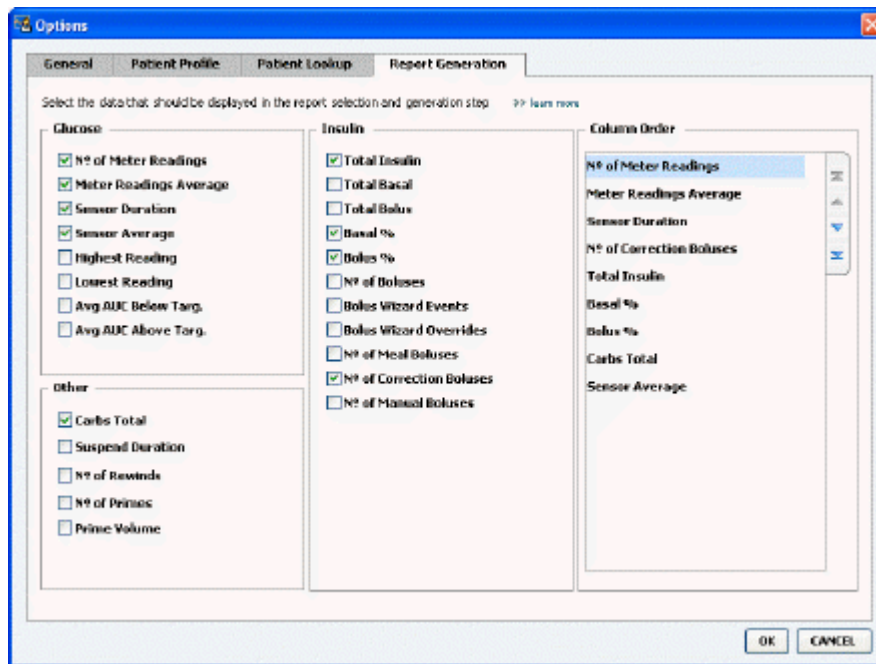 Options
General
Patient Profile
Patient Lookup
Report Generation
Select the data that should be displayed in the report selection and generation step >> learn more
Glucose
Nº of Meter Readings
Meter Readings Average
Sensor Duration
Sensor Average
Highest Reading
Lowest Reading
Avg AUC Below Targ.
Avg AUC Above Targ.
Other
Carbs Total
Suspend Duration
Nº of Rewinds
Nº of Primes
Prime Volume
Insulin
Total Insulin
Total Basal
Total Bolus
Basal %
Bolus %
Nº of Boluses
Bolus Wizard Events
Bolus Wizard Overrides
Nº of Meal Boluses
Nº of Correction Boluses
Nº of Manual Boluses
Column Order
Nº of Meter Readings
Meter Readings Average
Sensor Duration
Nº of Correction Boluses
Total Insulin
Basal %
Bolus %
Carbs Total
Sensor Average
OK
CANCEL